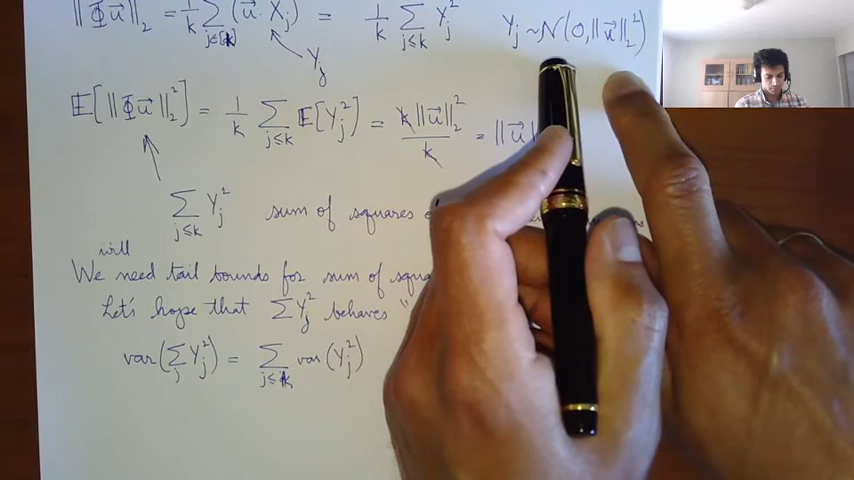 ‖Φu⃗‖₂² = 1/k Σ_{j≤[k]} (u⃗·X_j)² = 1/k Σ_{j≤k} Y_j² Y_j ~ N(0, ‖u⃗‖₂²)
Y_j
E[‖Φu⃗‖₂²] = 1/k Σ_{j≤k} E[Y_j²] = k‖u⃗‖₂²/k = ‖u⃗
Σ_{j≤k} Y_j² sum of squares
will
We need tail bounds for sum of squa
Let's hope that ΣY_j² behaves "
var(Σ_j Y_j²) = Σ_{j≤k} var(Y_j²)